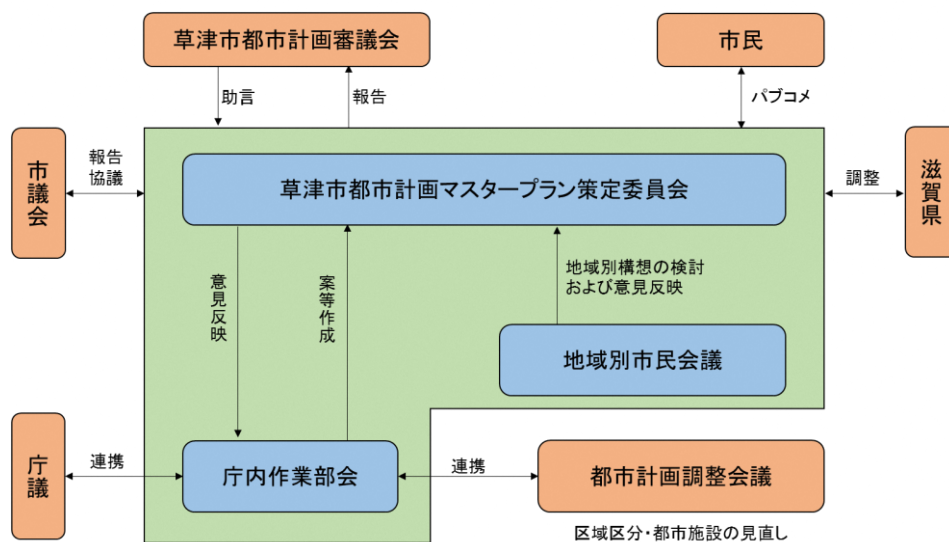 草津市都市計画審議会
市民
助言
報告
パブコメ
市議会
報告
協議
草津市都市計画マスタープラン策定委員会
調整
滋賀県
意見反映
案等作成
地域別構想の検討
および意見反映
地域別市民会議
庁議
連携
庁内作業部会
連携
都市計画調整会議
区域区分・都市施設の見直し